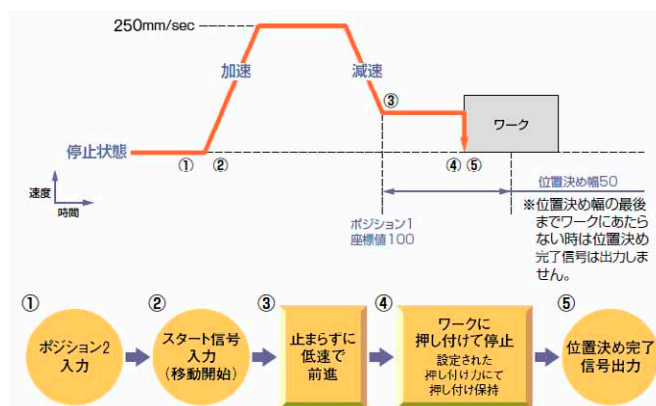 250mm/sec
加速
減速
③
ワーク
停止状態
① ②
④ ⑤
速度
時間
位置決め幅50
ポジション1
座標値100
※位置決め幅の最後
までワークにあたら
ない時は位置決め
完了信号は出力しま
せん。
①
ポジション2
入力
②
スタート信号
入力
(移動開始)
③
止まらずに
低速で
前進
④
ワークに
押し付けて停止
設定された
押し付け力にて
押し付け保持
⑤
位置決め完了
信号出力